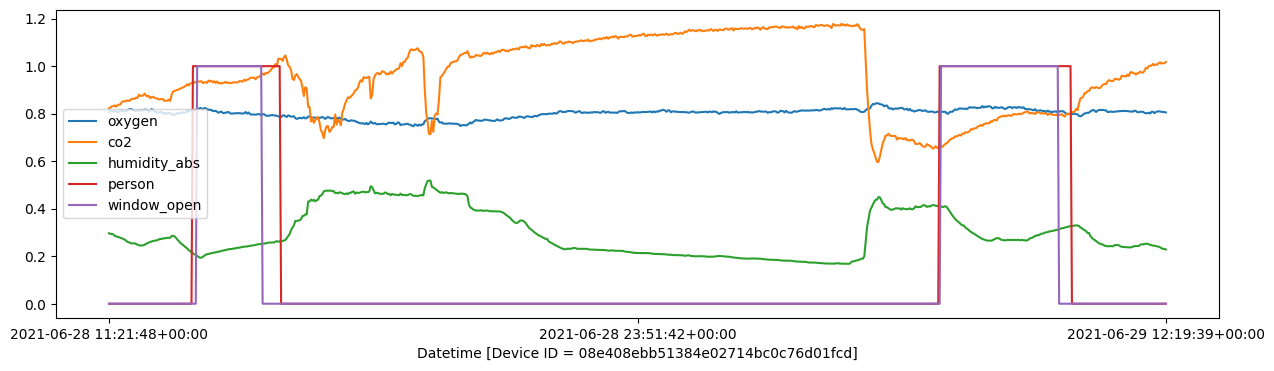 1.2
1.0
0.8
0.6
0.4
0.2
0.0
oxygen
co2
humidity_abs
person
window_open
2021-06-28 11:21:48+00:00
2021-06-28 23:51:42+00:00
2021-06-29 12:19:39+00:00
Datetime [Device ID = 08e408ebb51384e02714bc0c76d01fcd]